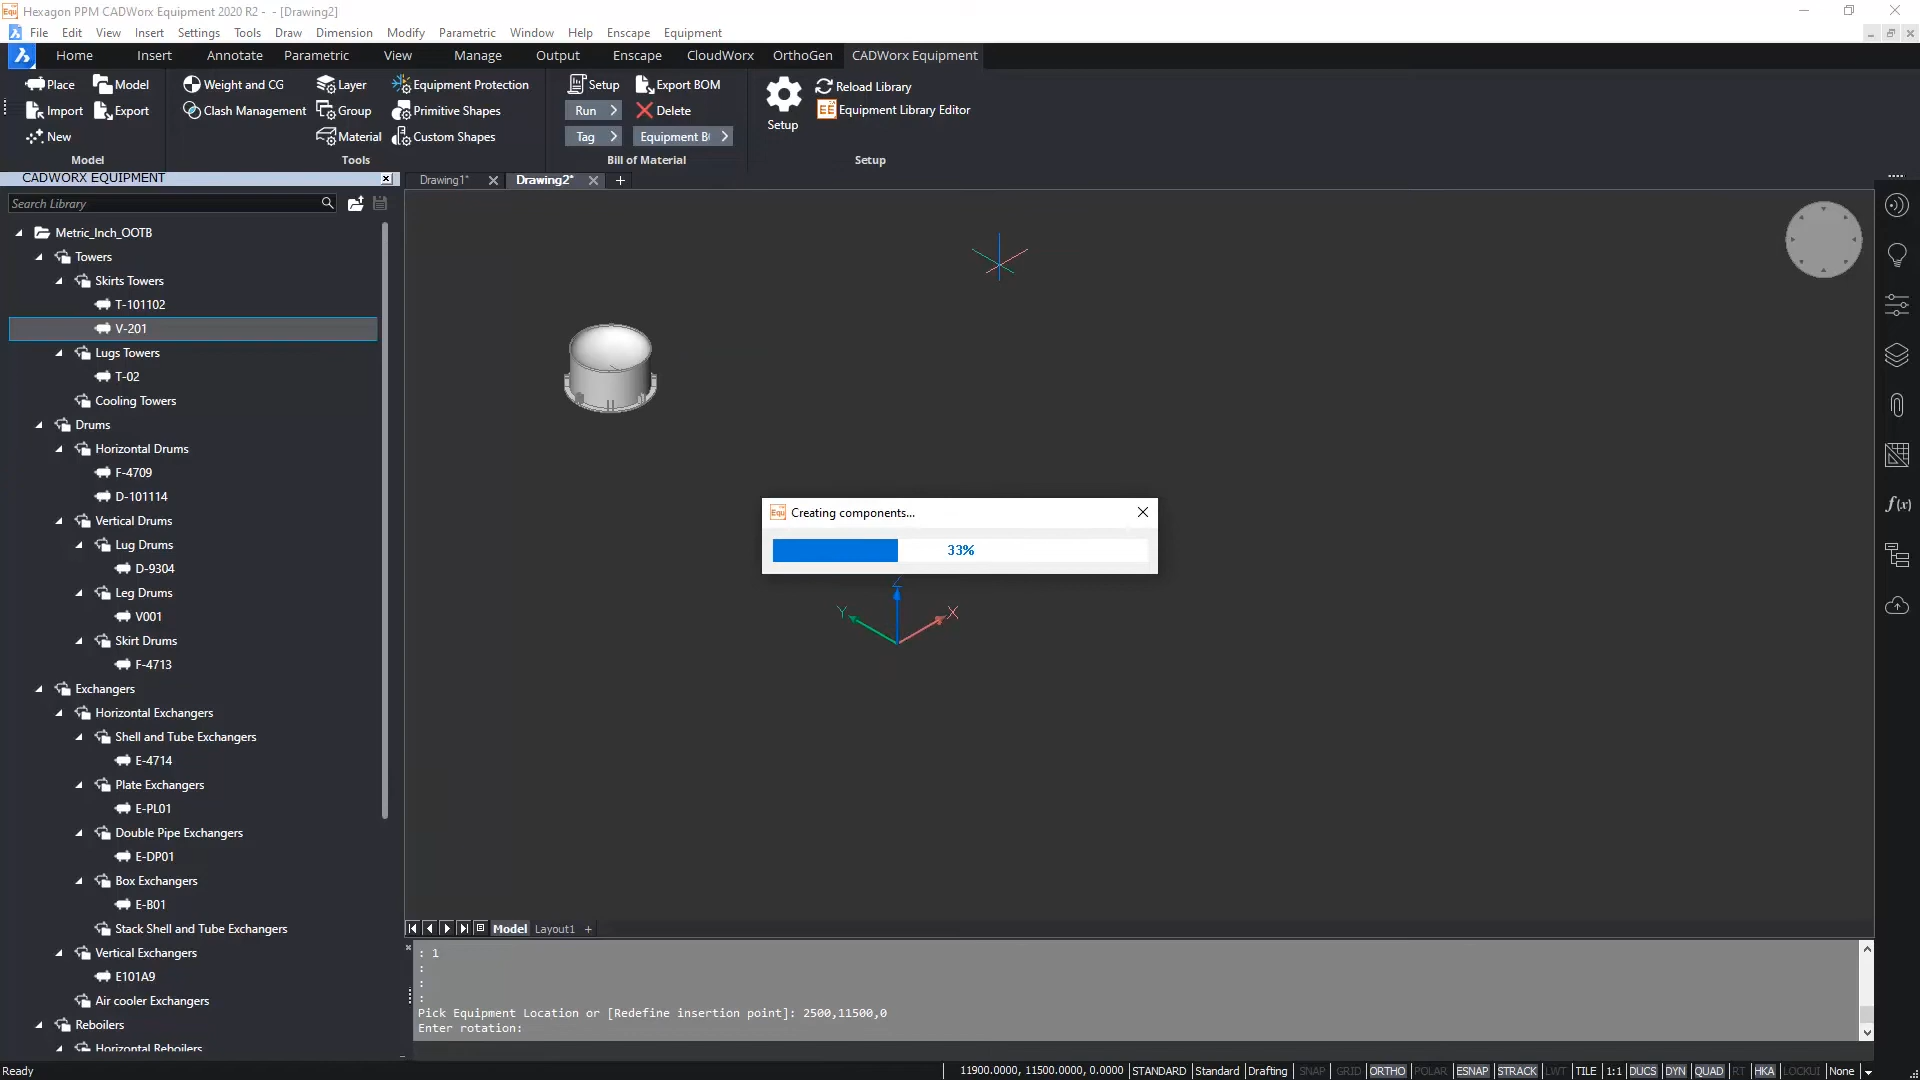 Hexagon PPM CADWorx Equipment 2020 R2 - - [Drawing2]
File Edit View Insert Settings Tools Draw Dimension Modify Parametric Window Help Enscape Equipment
Home Insert Annotate Parametric View Manage Output Enscape CloudWorx OrthoGen CADWorx Equipment
Place Model
Import Export
New
Model
Weight and CG Layer Equipment Protection
Clash Management Group Primitive Shapes
Material Custom Shapes
Tools
Setup Export BOM
Run > Delete
Tag > Equipment B >
Bill of Material
Setup
Reload Library
Equipment Library Editor
Setup
CADWORX EQUIPMENT
Drawing1*
Drawing2*
+
Search Library
Metric_Inch_OOTB
Towers
Skirts Towers
T-101102
V-201
Lugs Towers
T-02
Cooling Towers
Drums
Horizontal Drums
F-4709
D-101114
Vertical Drums
Lug Drums
D-9304
Leg Drums
V001
Skirt Drums
F-4713
Exchangers
Horizontal Exchangers
Shell and Tube Exchangers
E-4714
Plate Exchangers
E-PL01
Double Pipe Exchangers
E-DP01
Box Exchangers
E-B01
Stack Shell and Tube Exchangers
Vertical Exchangers
E101A9
Air cooler Exchangers
Reboilers
Horizontal Reboilers
Equ Creating components...
33%
Z
Y
X
f(x)
Model Layout1 +
: 1
:
:
:
Pick Equipment Location or [Redefine insertion point]: 2500,11500,0
Enter rotation:
Ready
11900.0000, 11500.0000, 0.0000 STANDARD Standard Drafting SNAP GRID ORTHO POLAR ESNAP STRACK LWT TILE 1:1 DUCS DYN QUAD RT HKA LOCKUI None